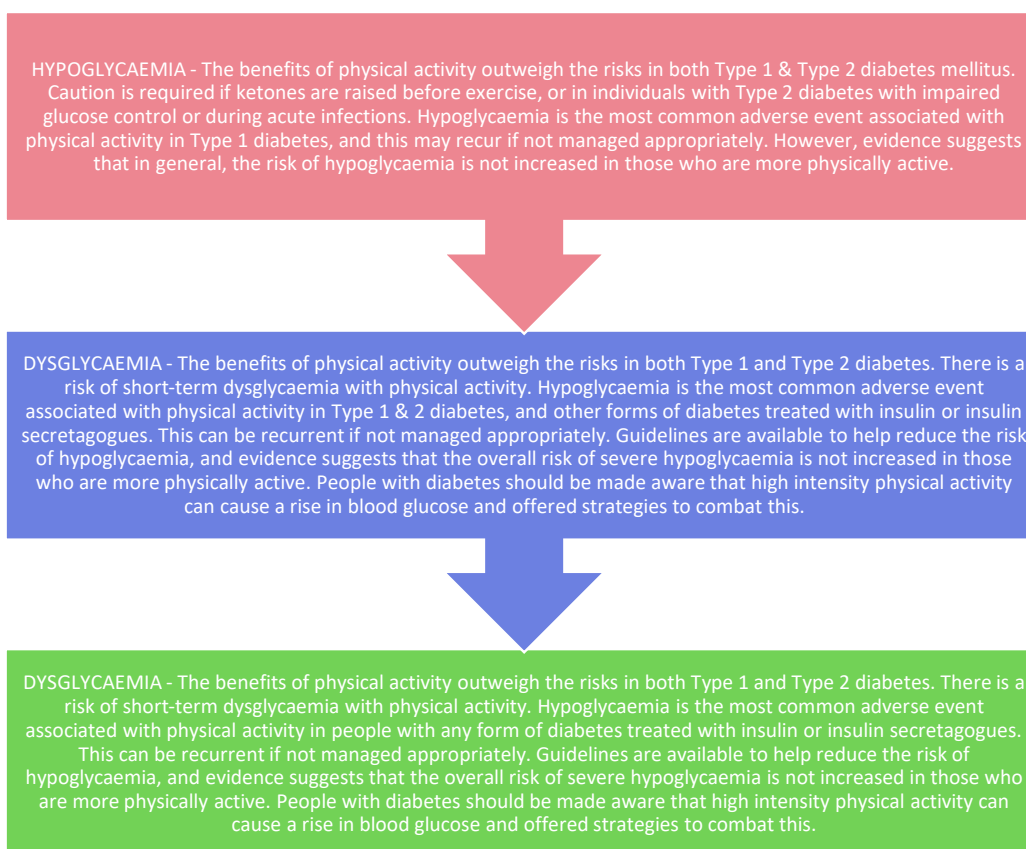 HYPOGLYCAEMIA - The benefits of physical activity outweigh the risks in both Type 1 & Type 2 diabetes mellitus.
Caution is required if ketones are raised before exercise, or in individuals with Type 2 diabetes with impaired
glucose control or during acute infections. Hypoglycaemia is the most common adverse event associated with
physical activity in Type 1 diabetes, and this may recur if not managed appropriately. However, evidence suggests
that in general, the risk of hypoglycaemia is not increased in those who are more physically active.
DYSGLYCAEMIA - The benefits of physical activity outweigh the risks in both Type 1 and Type 2 diabetes. There is a
risk of short-term dysglycaemia with physical activity. Hypoglycaemia is the most common adverse event
associated with physical activity in Type 1 & 2 diabetes, and other forms of diabetes treated with insulin or insulin
secretagogues. This can be recurrent if not managed appropriately. Guidelines are available to help reduce the risk
of hypoglycaemia, and evidence suggests that the overall risk of severe hypoglycaemia is not increased in those
who are more physically active. People with diabetes should be made aware that high intensity physical activity
can cause a rise in blood glucose and offered strategies to combat this.
DYSGLYCAEMIA - The benefits of physical activity outweigh the risks in both Type 1 and Type 2 diabetes. There is a
risk of short-term dysglycaemia with physical activity. Hypoglycaemia is the most common adverse event
associated with physical activity in people with any form of diabetes treated with insulin or insulin secretagogues.
This can be recurrent if not managed appropriately. Guidelines are available to help reduce the risk of
hypoglycaemia, and evidence suggests that the overall risk of severe hypoglycaemia is not increased in those who
are more physically active. People with diabetes should be made aware that high intensity physical activity can
cause a rise in blood glucose and offered strategies to combat this.